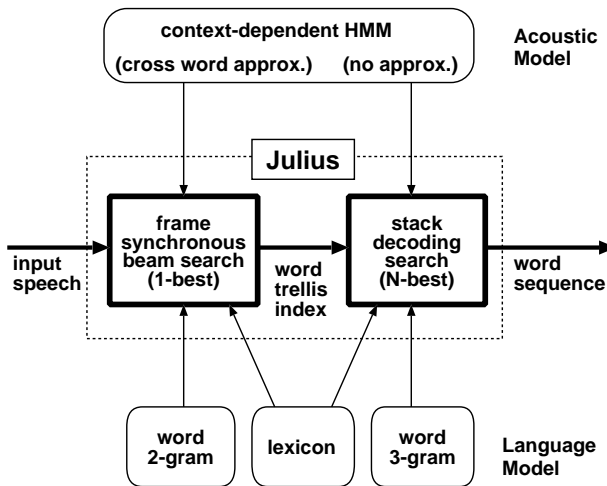 context-dependent HMM
(cross word approx.) (no approx.)
Acoustic
Model
Julius
frame
synchronous
beam search
(1-best)
stack
decoding
search
(N-best)
input
speech
word
trellis
index
word
sequence
word
2-gram
lexicon
word
3-gram
Language
Model